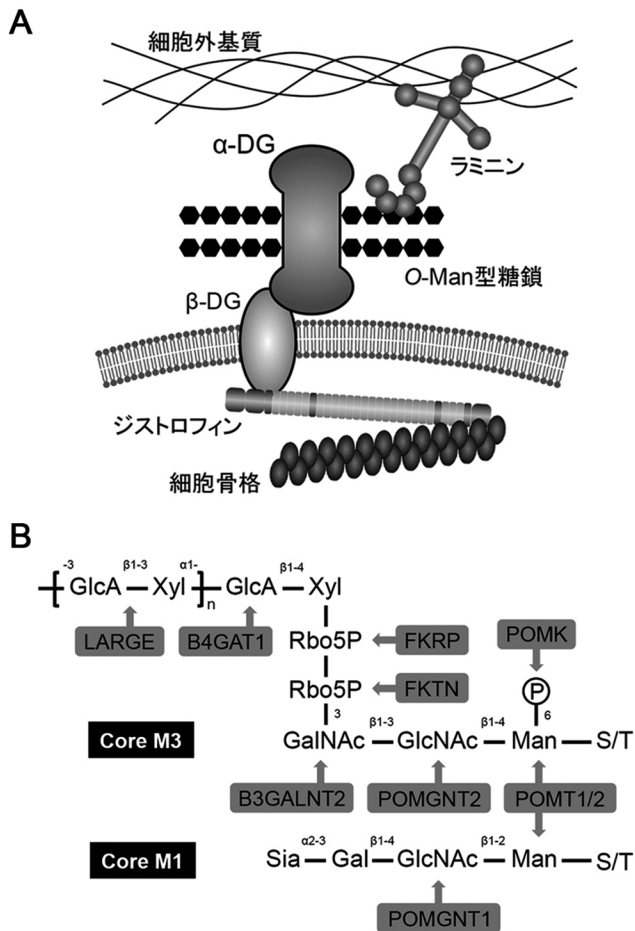 A
細胞外基質
α-DG
ラミニン
O-Man型糖鎖
β-DG
ジストロフィン
細胞骨格
B
-3 GlcA β1-3 Xyl α1- n GlcA β1-4 Xyl
LARGE B4GAT1 Rbo5P FKRP POMK
Rbo5P FKTN P
3 6
Core M3 GalNAc β1-3 GlcNAc β1-4 Man S/T
B3GALNT2 POMGNT2 POMT1/2
Core M1 Sia α2-3 Gal β1-4 GlcNAc β1-2 Man S/T
POMGNT1